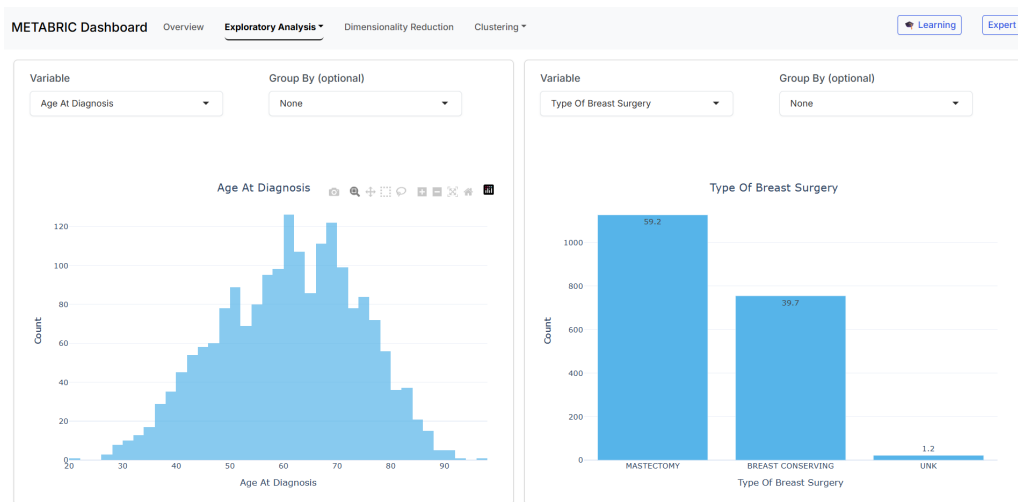 METABRIC Dashboard Overview Exploratory Analysis Dimensionality Reduction Clustering Learning Expert
Variable Group By (optional)
Age At Diagnosis None
Age At Diagnosis
120
100
80
60
40
20
0
Count
20 30 40 50 60 70 80 90
Age At Diagnosis
Variable Group By (optional)
Type Of Breast Surgery None
Type Of Breast Surgery
59.2
39.7
1.2
1000
800
600
400
200
0
Count
MASTECTOMY BREAST CONSERVING UNK
Type Of Breast Surgery